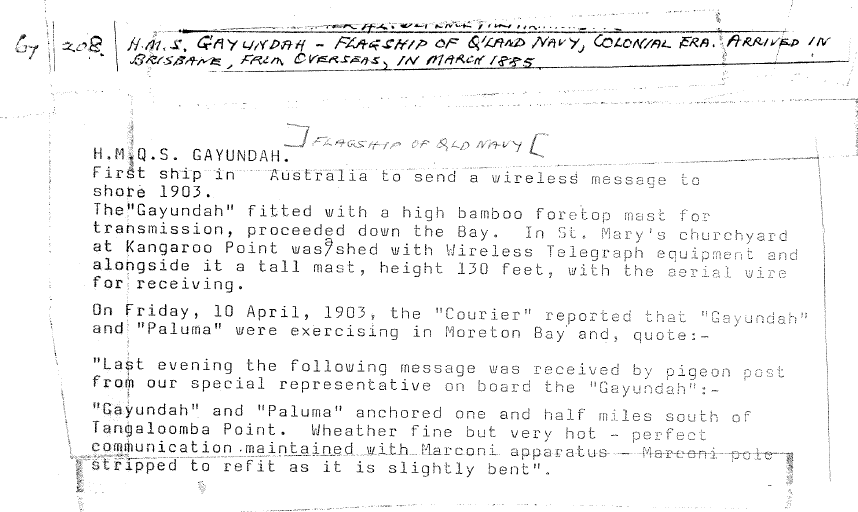 Gy 208. H.M.S. GAYUNDAH - FLAGSHIP OF Q'LAND NAVY, COLONIAL ERA. ARRIVED IN
BRISBANE, FROM OVERSEAS, IN MARCH 1885.
] FLAGSHIP OF QLD NAVY [
H.M.Q.S. GAYUNDAH.
First ship in Australia to send a wireless message to
shore 1903.
The"Gayundah" fitted with a high bamboo foretop mast for
transmission, proceeded down the Bay. In St. Mary's churchyard
at Kangaroo Point was a shed with Wireless Telegraph equipment and
alongside it a tall mast, height 130 feet, with the aerial wire
for receiving.
On Friday, 10 April, 1903, the "Courier" reported that "Gayundah"
and "Paluma" were exercising in Moreton Bay and, quote:-
"Last evening the following message was received by pigeon post
from our special representative on board the "Gayundah":-
"Gayundah" and "Paluma" anchored one and half miles south of
Tangaloomba Point. Wheather fine but very hot - perfect
communication maintained with Marconi apparatus - Marconi pole
stripped to refit as it is slightly bent".